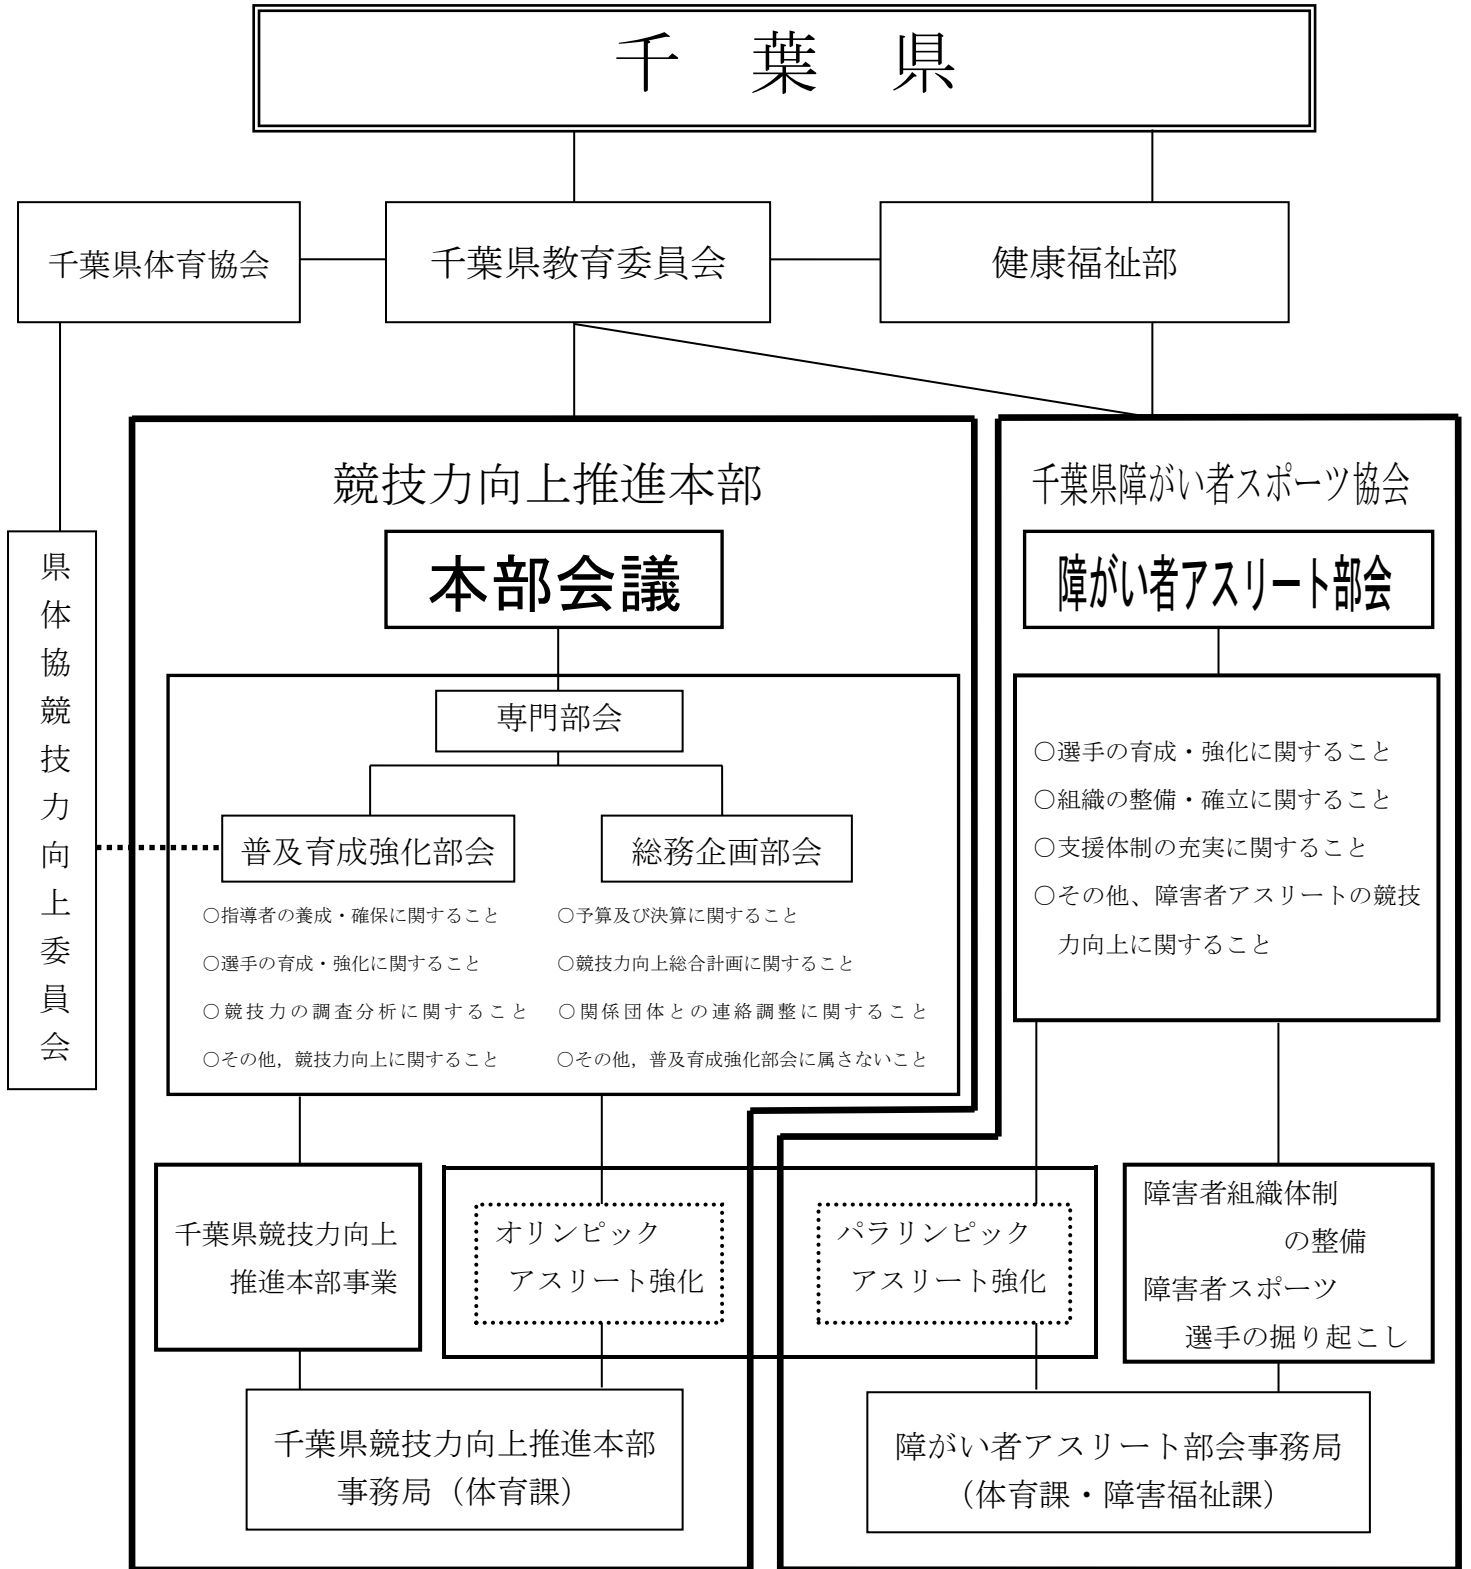 千葉県
千葉県体育協会
千葉県教育委員会
健康福祉部
競技力向上推進本部
千葉県障がい者スポーツ協会
本部会議
障がい者アスリート部会
県体協競技力向上委員会
専門部会
普及育成強化部会
総務企画部会
○指導者の養成・確保に関すること
○選手の育成・強化に関すること
○競技力の調査分析に関すること
○その他，競技力向上に関すること
○予算及び決算に関すること
○競技力向上総合計画に関すること
○関係団体との連絡調整に関すること
○その他，普及育成強化部会に属さないこと
○選手の育成・強化に関すること
○組織の整備・確立に関すること
○支援体制の充実に関すること
○その他、障害者アスリートの競技
力向上に関すること
千葉県競技力向上
推進本部事業
オリンピック
アスリート強化
パラリンピック
アスリート強化
障害者組織体制
の整備
障害者スポーツ
選手の掘り起こし
千葉県競技力向上推進本部
事務局（体育課）
障がい者アスリート部会事務局
（体育課・障害福祉課）